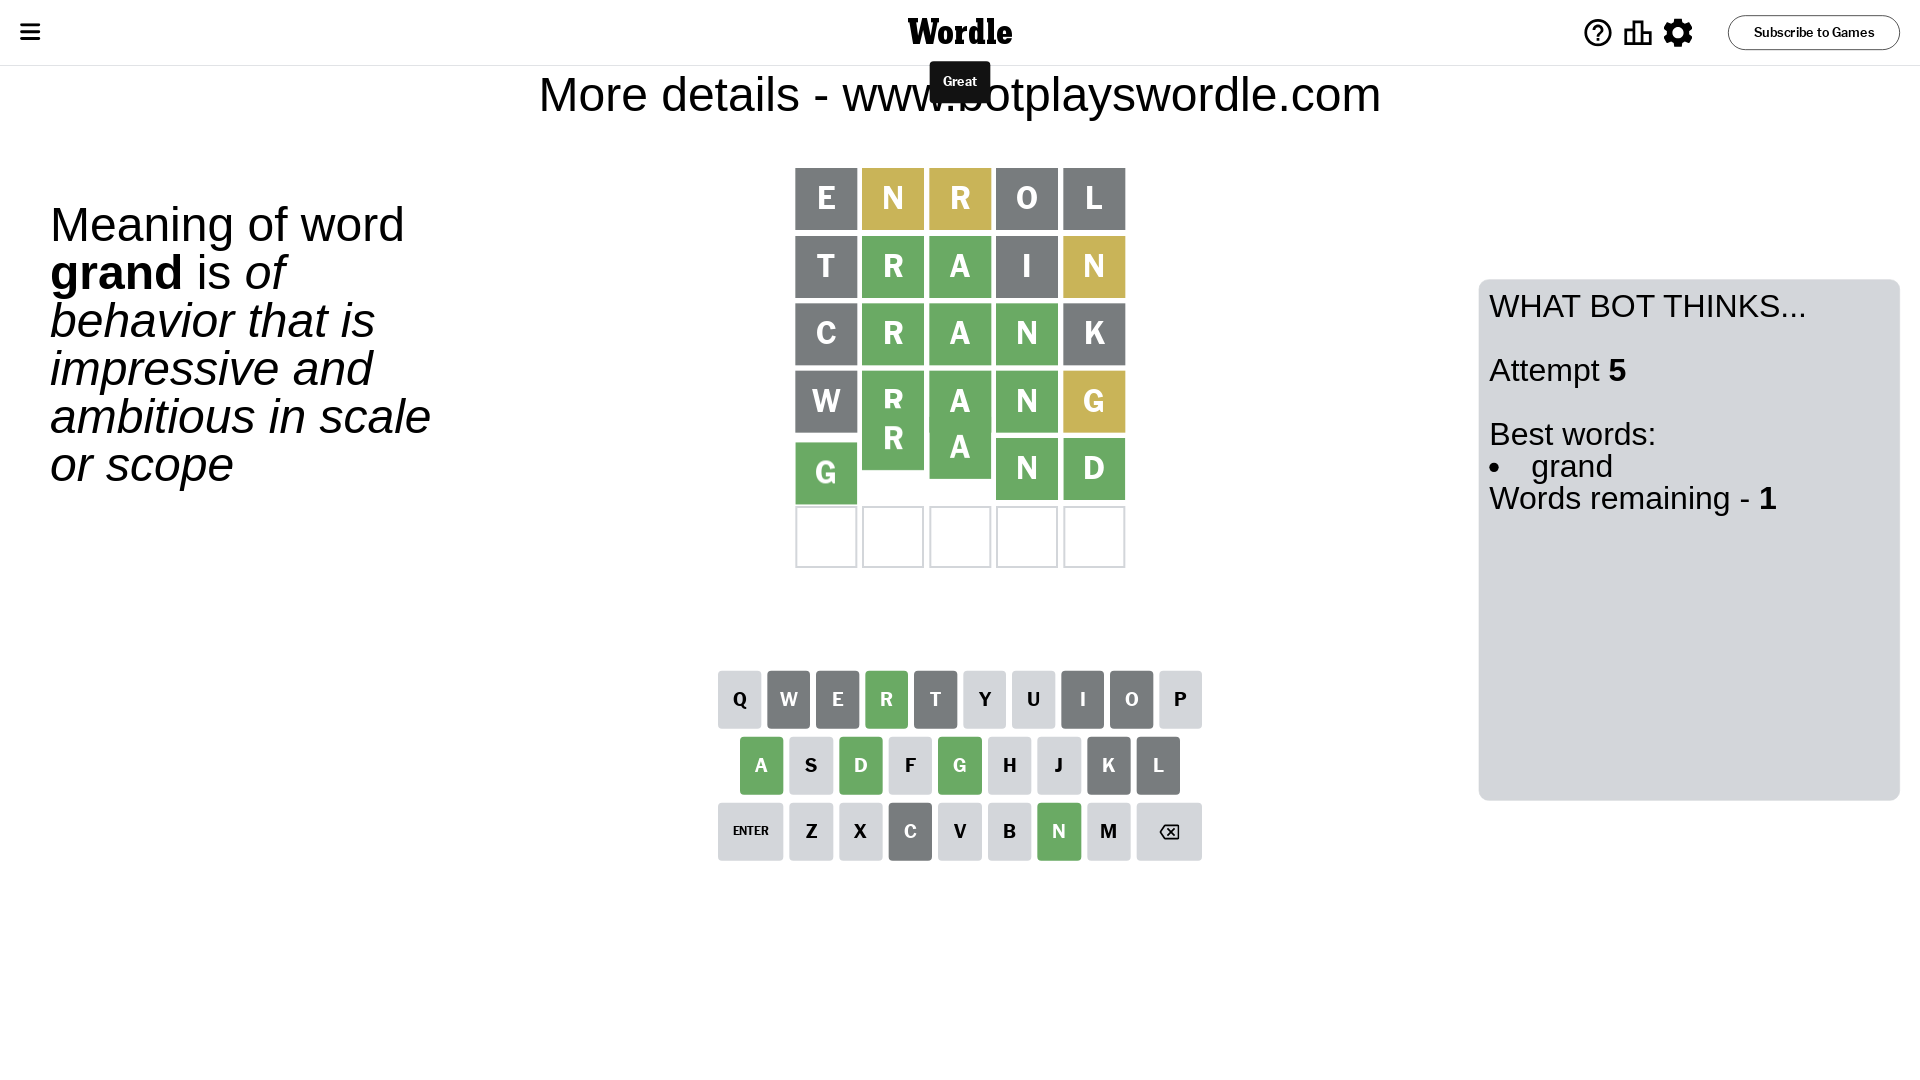 Wordle
Subscribe to Games
Great
More details - www.botplayswordle.com
Meaning of word
grand is of
behavior that is
impressive and
ambitious in scale
or scope
E N R O L
T R A I N
C R A N K
W R A N G
G R A N D
WHAT BOT THINKS...
Attempt 5
Best words:
• grand
Words remaining - 1
Q W E R T Y U I O P
A S D F G H J K L
ENTER Z X C V B N M